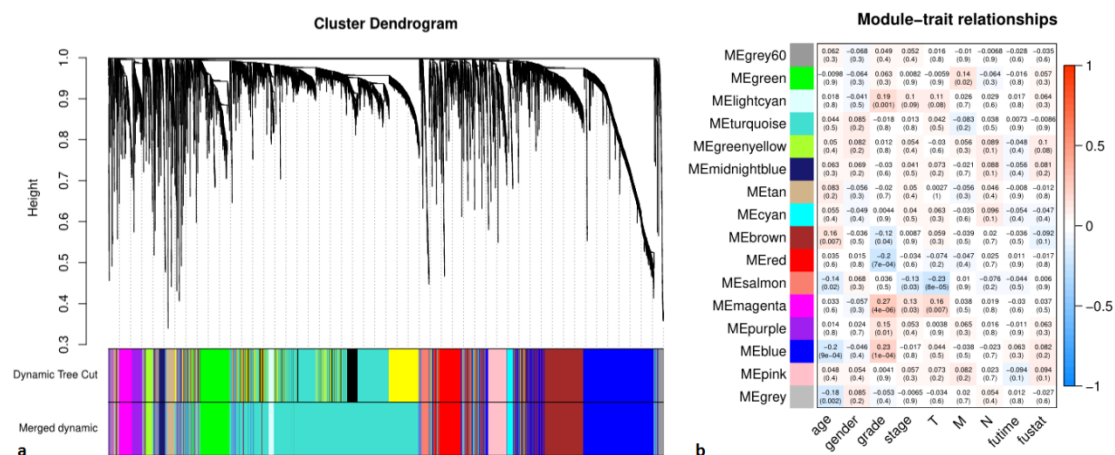 Cluster Dendrogram
Height
1.0
0.9
0.8
0.7
0.6
0.5
0.4
0.3
Dynamic Tree Cut
Merged dynamic
a
Module−trait relationships
MEgrey60 0.062 −0.068 0.049 0.052 0.016 −0.01 −0.0068 −0.028 −0.035
(0.3) (0.3) (0.4) (0.4) (0.8) (0.9) (0.9) (0.6) (0.6)
MEgreen −0.0098 −0.064 0.063 0.0082 −0.0059 0.14 −0.064 −0.016 0.057
(0.9) (0.3) (0.3) (0.9) (0.9) (0.02) (0.3) (0.8) (0.3)
MElightcyan 0.018 −0.041 0.19 0.1 0.11 0.026 0.029 0.017 0.064
(0.8) (0.5) (0.001) (0.09) (0.08) (0.7) (0.6) (0.8) (0.3)
MEturquoise 0.044 0.085 −0.018 0.013 0.042 −0.083 0.038 0.0073 −0.0086
(0.5) (0.2) (0.8) (0.8) (0.5) (0.2) (0.5) (0.9) (0.9)
MEgreenyellow 0.05 0.082 0.012 0.054 −0.03 0.056 0.089 −0.048 0.1
(0.4) (0.2) (0.8) (0.4) (0.6) (0.3) (0.1) (0.4) (0.08)
MEmidnightblue 0.063 0.069 −0.03 0.041 0.073 −0.021 0.088 −0.056 0.081
(0.3) (0.2) (0.6) (0.5) (0.2) (0.7) (0.1) (0.4) (0.2)
MEtan 0.083 −0.056 −0.02 0.05 0.0027 −0.056 0.046 −0.008 −0.012
(0.2) (0.3) (0.7) (0.4) (1) (0.3) (0.4) (0.9) (0.8)
MEcyan 0.055 −0.049 0.0044 0.04 0.063 −0.035 0.096 −0.054 −0.047
(0.4) (0.4) (0.9) (0.5) (0.3) (0.6) (0.1) (0.4) (0.4)
MEbrown 0.16 −0.036 −0.12 0.0087 0.059 −0.039 0.02 −0.036 −0.092
(0.007) (0.5) (0.04) (0.9) (0.3) (0.5) (0.7) (0.6) (0.1)
MEred 0.035 0.015 −0.2 −0.034 −0.074 −0.047 0.025 0.011 −0.017
(0.6) (0.8) (7e−04) (0.6) (0.2) (0.4) (0.7) (0.9) (0.8)
MEsalmon −0.14 0.068 0.036 −0.13 −0.23 0.01 −0.076 −0.044 0.006
(0.02) (0.3) (0.5) (0.03) (8e−05) (0.9) (0.2) (0.5) (0.9)
MEmagenta 0.033 −0.057 0.27 0.13 0.16 0.038 0.019 −0.03 0.037
(0.6) (0.3) (4e−06) (0.03) (0.007) (0.5) (0.8) (0.6) (0.5)
MEpurple 0.014 0.024 0.15 0.053 0.0038 0.065 0.016 −0.011 0.063
(0.8) (0.7) (0.01) (0.4) (0.9) (0.3) (0.8) (0.9) (0.3)
MEblue −0.2 −0.046 0.23 −0.017 0.044 −0.038 −0.023 0.063 0.082
(9e−04) (0.4) (1e−04) (0.8) (0.5) (0.5) (0.7) (0.3) (0.2)
MEpink 0.048 0.054 0.0041 0.057 0.073 0.082 0.023 −0.094 0.094
(0.4) (0.4) (0.9) (0.3) (0.2) (0.2) (0.7) (0.1) (0.1)
MEgrey −0.18 0.085 −0.053 −0.0065 −0.034 0.02 0.054 0.012 −0.027
(0.002) (0.2) (0.4) (0.9) (0.6) (0.7) (0.4) (0.8) (0.6)
age gender grade stage T M N futime fustat
1
0.5
0
−0.5
−1
b